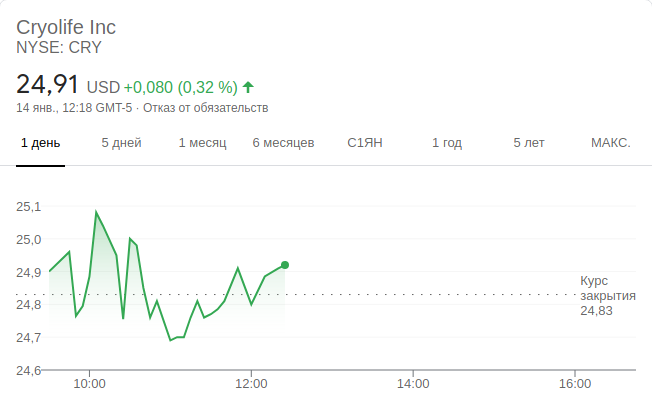 Cryolife Inc
NYSE: CRY
24,91 USD +0,080 (0,32 %)
14 янв., 12:18 GMT-5 · Отказ от обязательств
1 день 5 дней 1 месяц 6 месяцев С1ЯН 1 год 5 лет МАКС.
25,1
25,0
24,9
24,8
24,7
24,6
Курс
закрытия
24,83
10:00 12:00 14:00 16:00